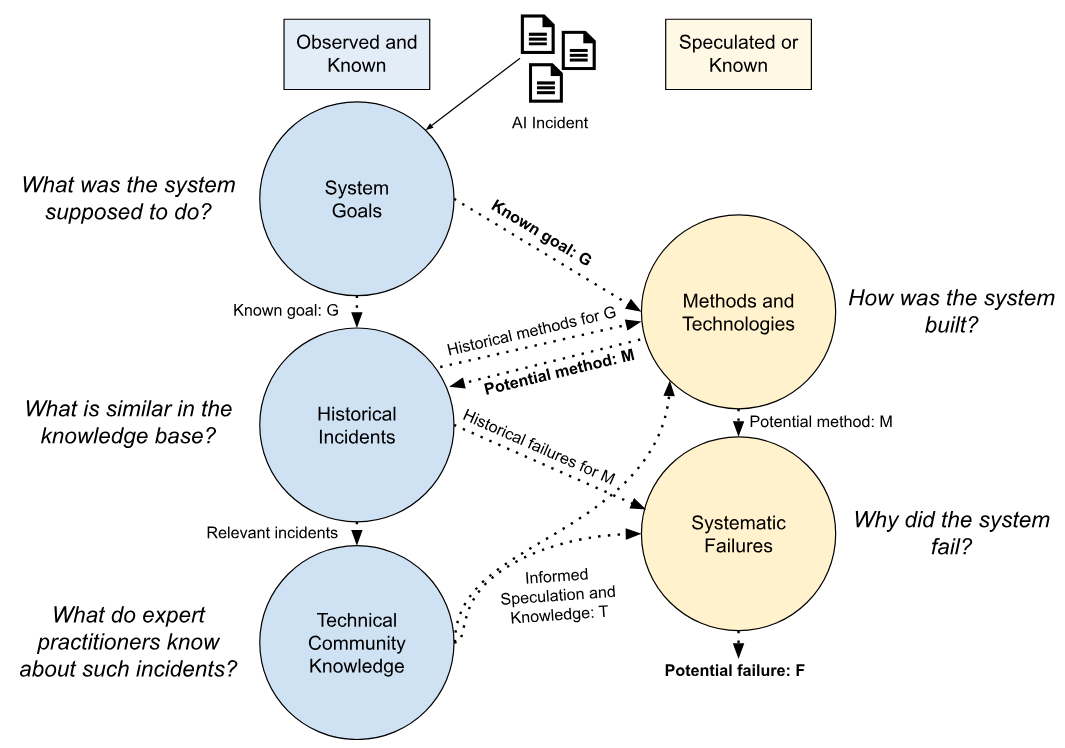 Observed and
Known
Speculated or
Known
AI Incident
What was the system
supposed to do?
System
Goals
Known goal: G
Known goal: G
Methods and
Technologies
How was the system
built?
Historical methods for G
Potential method: M
What is similar in the
knowledge base?
Historical
Incidents
Historical failures for M
Potential method: M
Relevant incidents
Systematic
Failures
Why did the system
fail?
Informed
Speculation and
Knowledge: T
What do expert
practitioners know
about such incidents?
Technical
Community
Knowledge
Potential failure: F